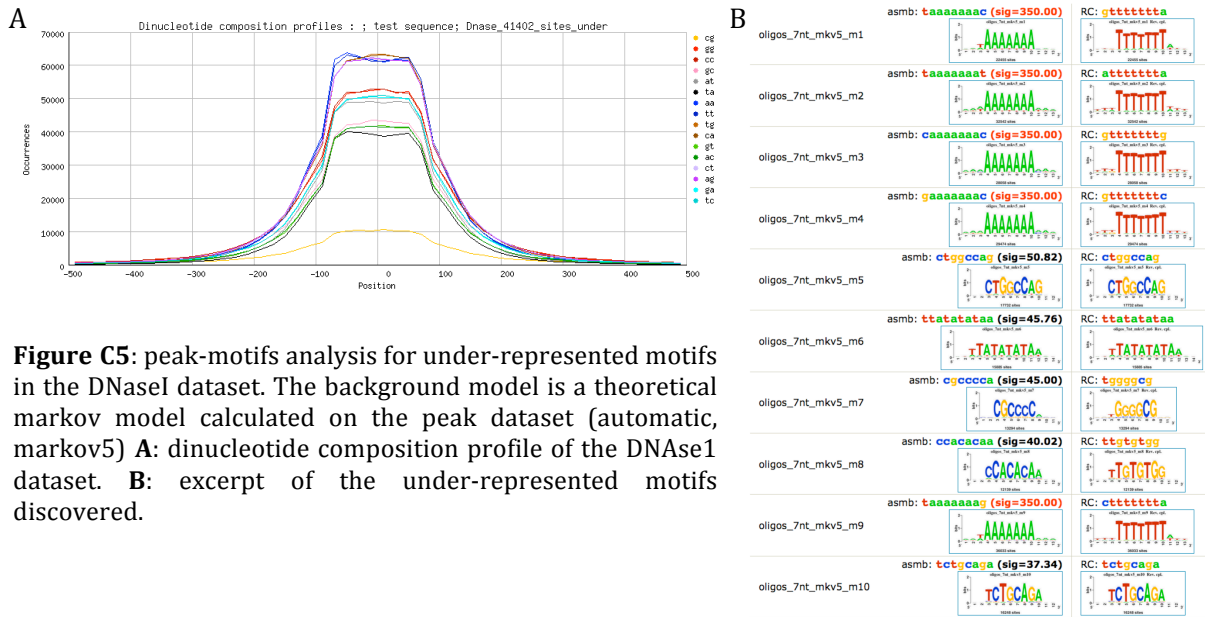 A
Dinucleotide composition profiles : ; test sequence; Dnase_41402_sites_under
70000
60000
50000
40000
30000
20000
10000
0
Occurrences
-500
-400
-300
-200
-100
0
100
200
300
400
500
Position
cg
gg
cc
gc
at
ta
aa
tt
tg
ca
gt
ac
ct
ag
ga
tc
Figure C5: peak-motifs analysis for under-represented motifs
in the DNaseI dataset. The background model is a theoretical
markov model calculated on the peak dataset (automatic,
markov5) A: dinucleotide composition profile of the DNAse1
dataset. B: excerpt of the under-represented motifs
discovered.
B
oligos_7nt_mkv5_m1
asmb: taaaaaaac (sig=350.00)
RC: gttttttta
oligos_7nt_mkv5_m2
asmb: taaaaaaat (sig=350.00)
RC: attttttta
oligos_7nt_mkv5_m3
asmb: caaaaaaac (sig=350.00)
RC: gtttttttg
oligos_7nt_mkv5_m4
asmb: gaaaaaaac (sig=350.00)
RC: gtttttttc
oligos_7nt_mkv5_m5
asmb: ctggccag (sig=50.82)
RC: ctggccag
oligos_7nt_mkv5_m6
asmb: ttatatataa (sig=45.76)
RC: ttatatataa
oligos_7nt_mkv5_m7
asmb: cgcccca (sig=45.00)
RC: tggggcg
oligos_7nt_mkv5_m8
asmb: ccacacaa (sig=40.02)
RC: ttgtgtgg
oligos_7nt_mkv5_m9
asmb: taaaaaaag (sig=350.00)
RC: cttttttta
oligos_7nt_mkv5_m10
asmb: tctgcaga (sig=37.34)
RC: tctgcaga